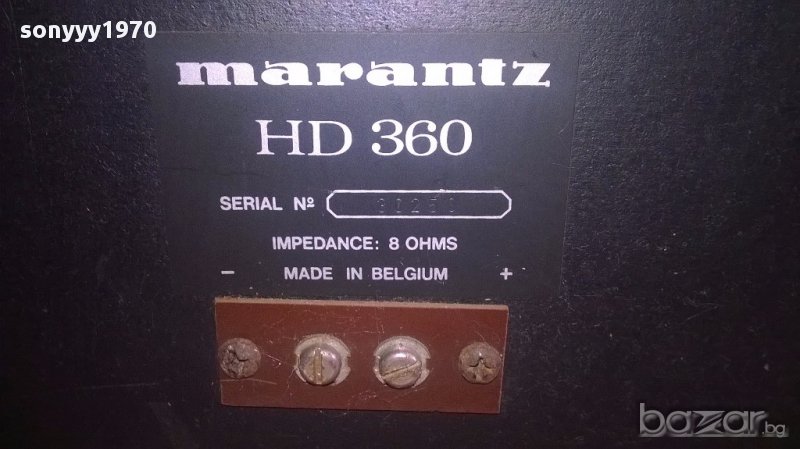 sonyyy1970
marantz
HD 360
SERIAL Nº
IMPEDANCE: 8 OHMS
- MADE IN BELGIUM +
bazar.bg